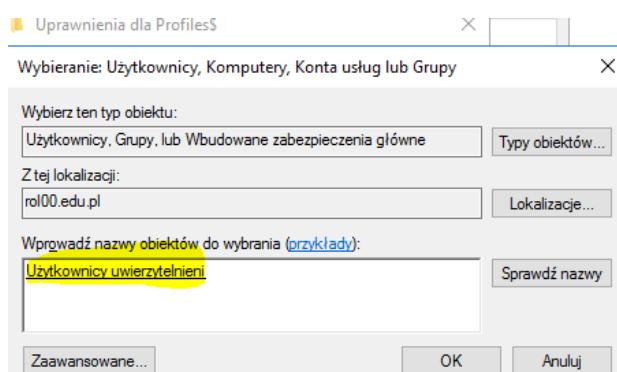 Uprawnienia dla Profiles$
Wybieranie: Użytkownicy, Komputery, Konta usług lub Grupy
Wybierz ten typ obiektu:
Użytkownicy, Grupy, lub Wbudowane zabezpieczenia główne
Typy obiektów...
Z tej lokalizacji:
rol00.edu.pl
Lokalizacje...
Wprowadź nazwy obiektów do wybrania (przykłady):
Użytkownicy uwierzytelnieni
Sprawdź nazwy
Zaawansowane...
OK
Anuluj